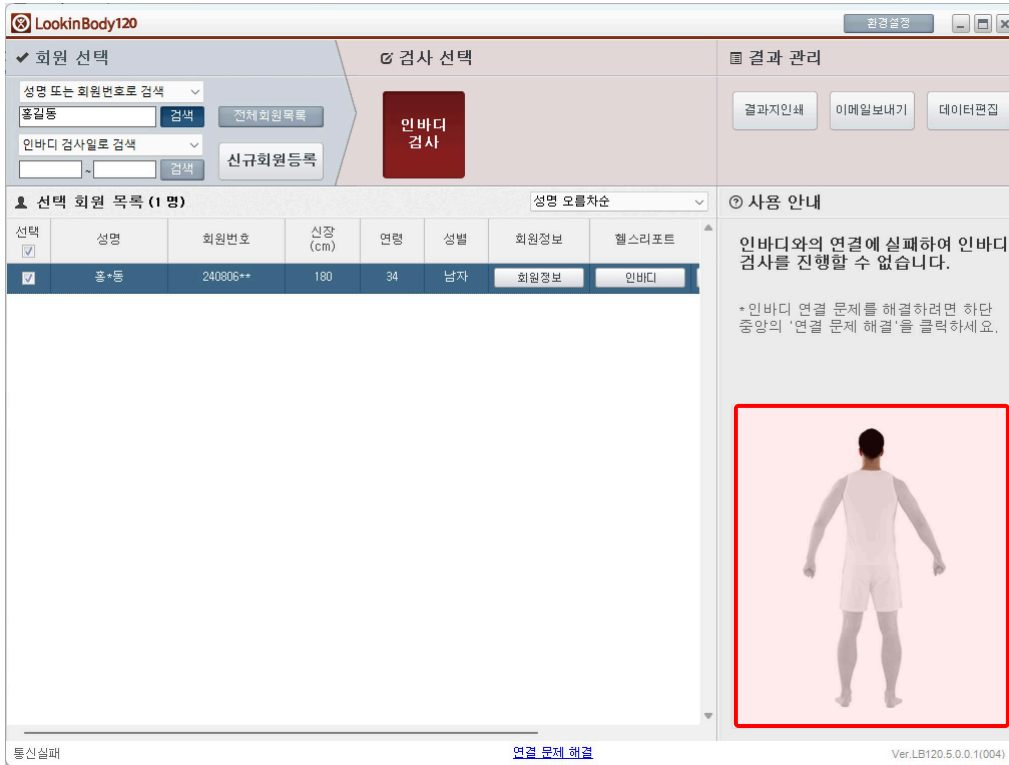 LookinBody120
환경설정
회원 선택
검사 선택
결과 관리
성명 또는 회원번호로 검색
홍길동
검색
전체회원목록
인바디 검사일로 검색
~
검색
신규회원등록
인바디
검사
결과지인쇄
이메일보내기
데이터편집
선택 회원 목록 (1 명)
성명 오름차순
사용 안내
선택
성명
회원번호
신장
(cm)
연령
성별
회원정보
헬스리포트
홍*동
240806**
180
34
남자
회원정보
인바디
인바디와의 연결에 실패하여 인바디
검사를 진행할 수 없습니다.
*인바디 연결 문제를 해결하려면 하단
중앙의 '연결 문제 해결'을 클릭하세요.
통신실패
연결 문제 해결
Ver.LB120.5.0.0.1(004)